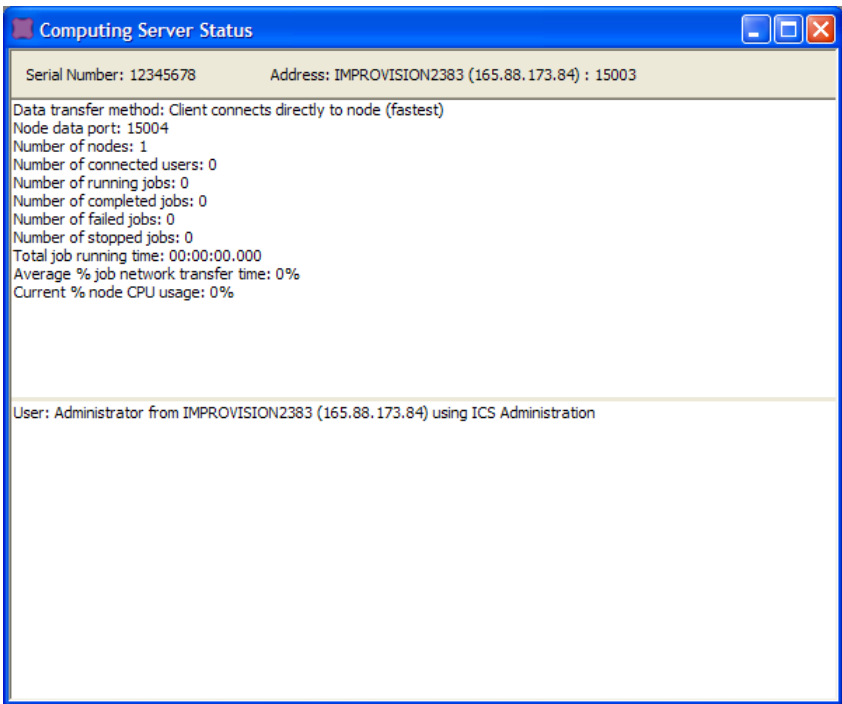 Computing Server Status
Serial Number: 12345678 Address: IMPROVISION2383 (165.88.173.84) : 15003
Data transfer method: Client connects directly to node (fastest)
Node data port: 15004
Number of nodes: 1
Number of connected users: 0
Number of running jobs: 0
Number of completed jobs: 0
Number of failed jobs: 0
Number of stopped jobs: 0
Total job running time: 00:00:00.000
Average % job network transfer time: 0%
Current % node CPU usage: 0%
User: Administrator from IMPROVISION2383 (165.88.173.84) using ICS Administration